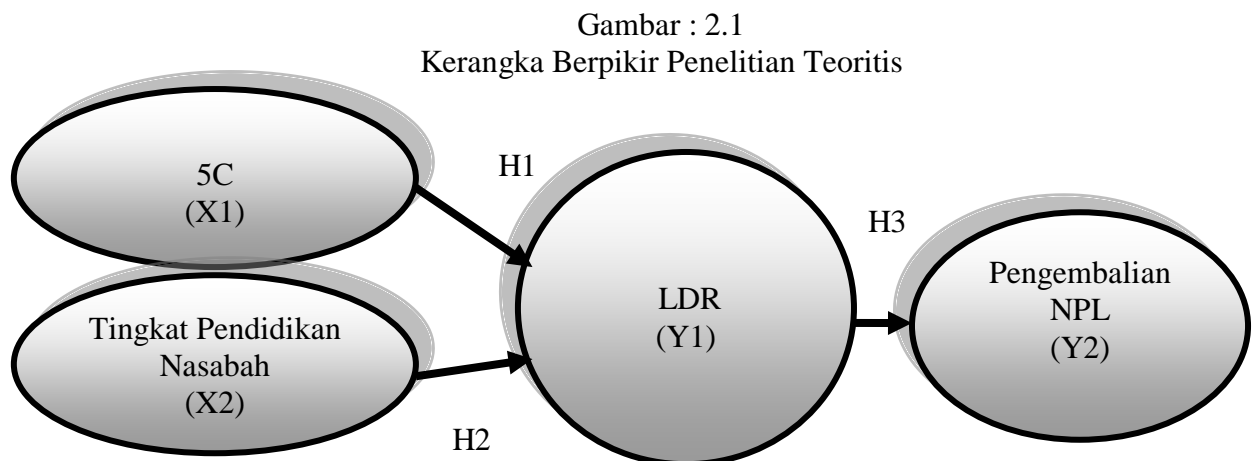 Gambar : 2.1
Kerangka Berpikir Penelitian Teoritis
5C
(X1)
H1
Tingkat Pendidikan
Nasabah
(X2)
H2
LDR
(Y1)
H3
Pengembalian
NPL
(Y2)